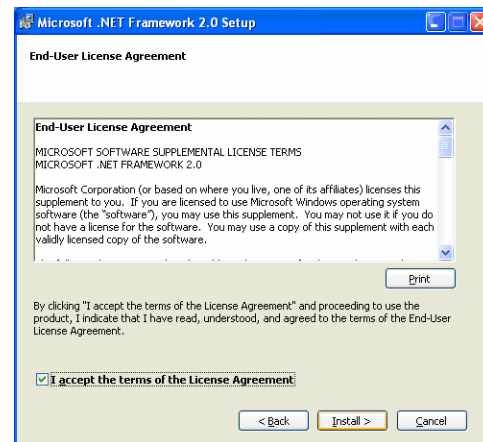 Microsoft .NET Framework 2.0 Setup
End-User License Agreement
End-User License Agreement
MICROSOFT SOFTWARE SUPPLEMENTAL LICENSE TERMS
MICROSOFT .NET FRAMEWORK 2.0
Microsoft Corporation (or based on where you live, one of its affiliates) licenses this
supplement to you. If you are licensed to use Microsoft Windows operating system
software (the "software"), you may use this supplement. You may not use it if you do
not have a license for the software. You may use a copy of this supplement with each
validly licensed copy of the software.
Print
By clicking "I accept the terms of the License Agreement" and proceeding to use the
product, I indicate that I have read, understood, and agreed to the terms of the End-User
License Agreement.
I accept the terms of the License Agreement
< Back Install > Cancel